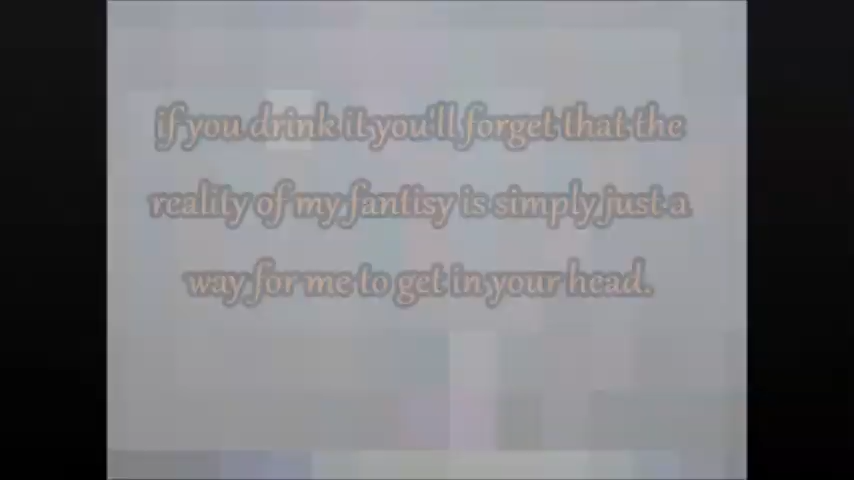 if you drink it you'll forget that the
reality of my fantisy is simply just a
way for me to get in your head.